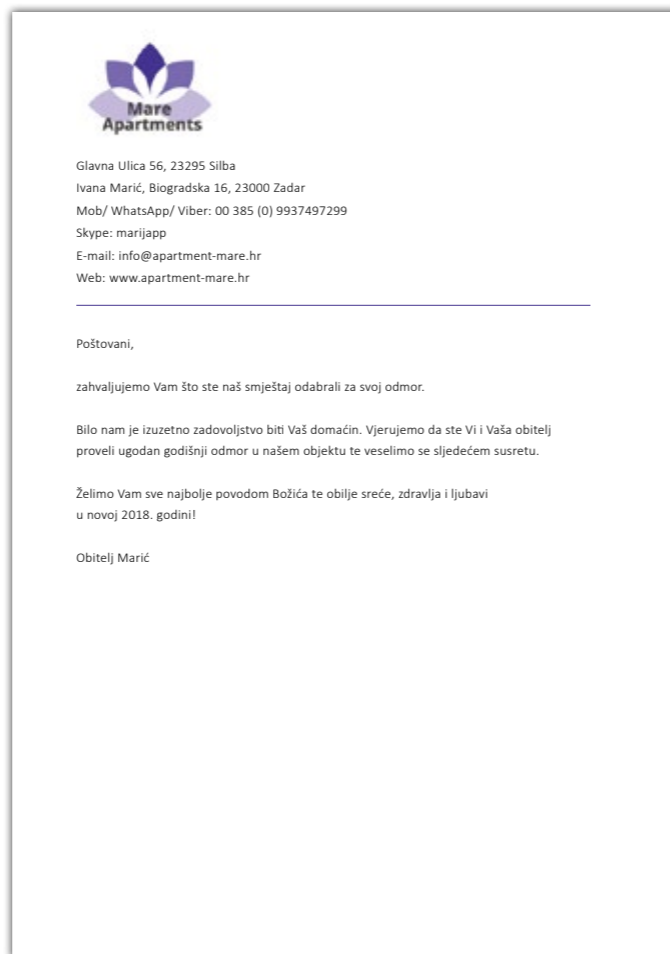 Mare
Apartments
Glavna Ulica 56, 23295 Silba
Ivana Marić, Biogradska 16, 23000 Zadar
Mob/ WhatsApp/ Viber: 00 385 (0) 9937497299
Skype: marijapp
E-mail: info@apartment-mare.hr
Web: www.apartment-mare.hr
Poštovani,
zahvaljujemo Vam što ste naš smještaj odabrali za svoj odmor.
Bilo nam je izuzetno zadovoljstvo biti Vaš domaćin. Vjerujemo da ste Vi i Vaša obitelj
proveli ugodan godišnji odmor u našem objektu te veselimo se sljedećem susretu.
Želimo Vam sve najbolje povodom Božića te obilje sreće, zdravlja i ljubavi
u novoj 2018. godini!
Obitelj Marić